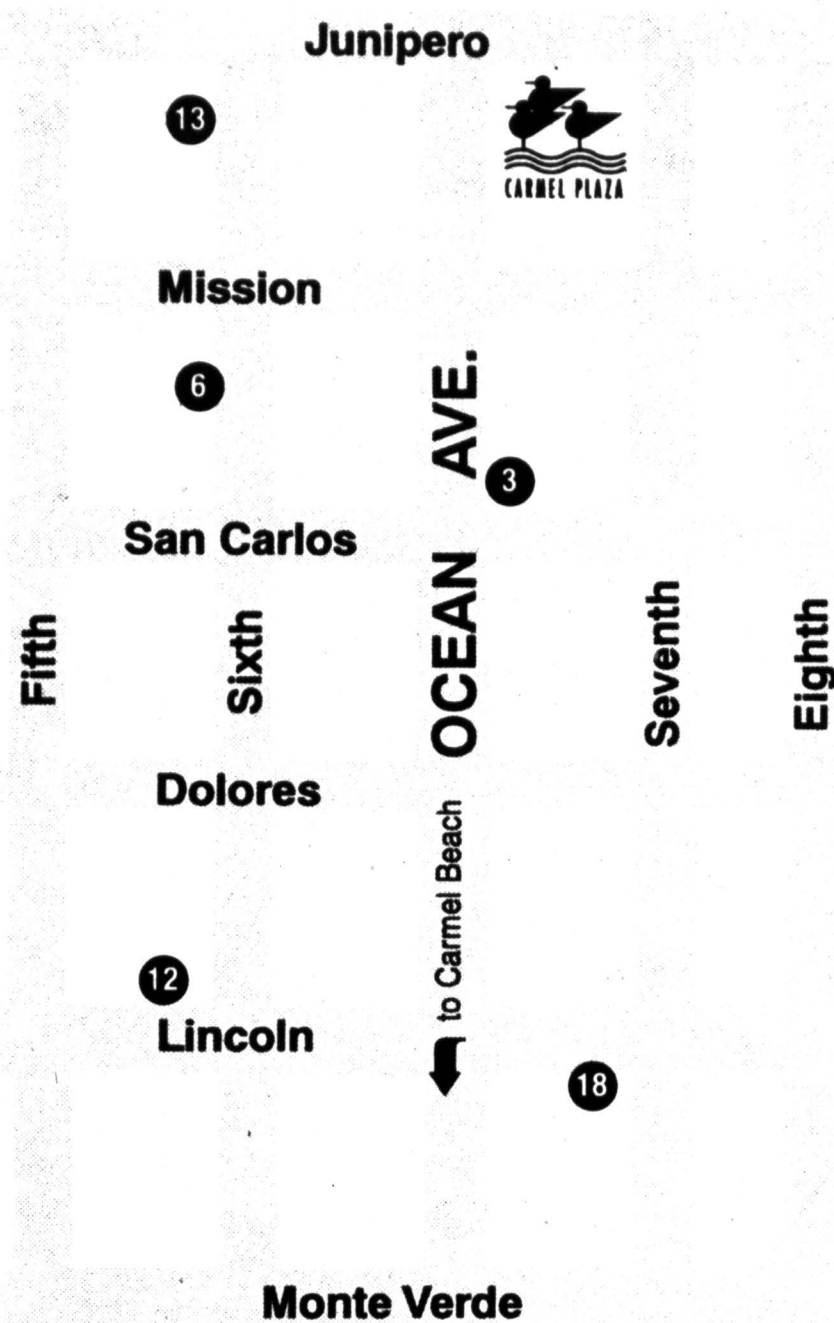 Junipero
13
CARMEL PLAZA
Mission
6
OCEAN AVE.
3
San Carlos
Fifth
Sixth
Seventh
Eighth
Dolores
to Carmel Beach
12
Lincoln
18
Monte Verde